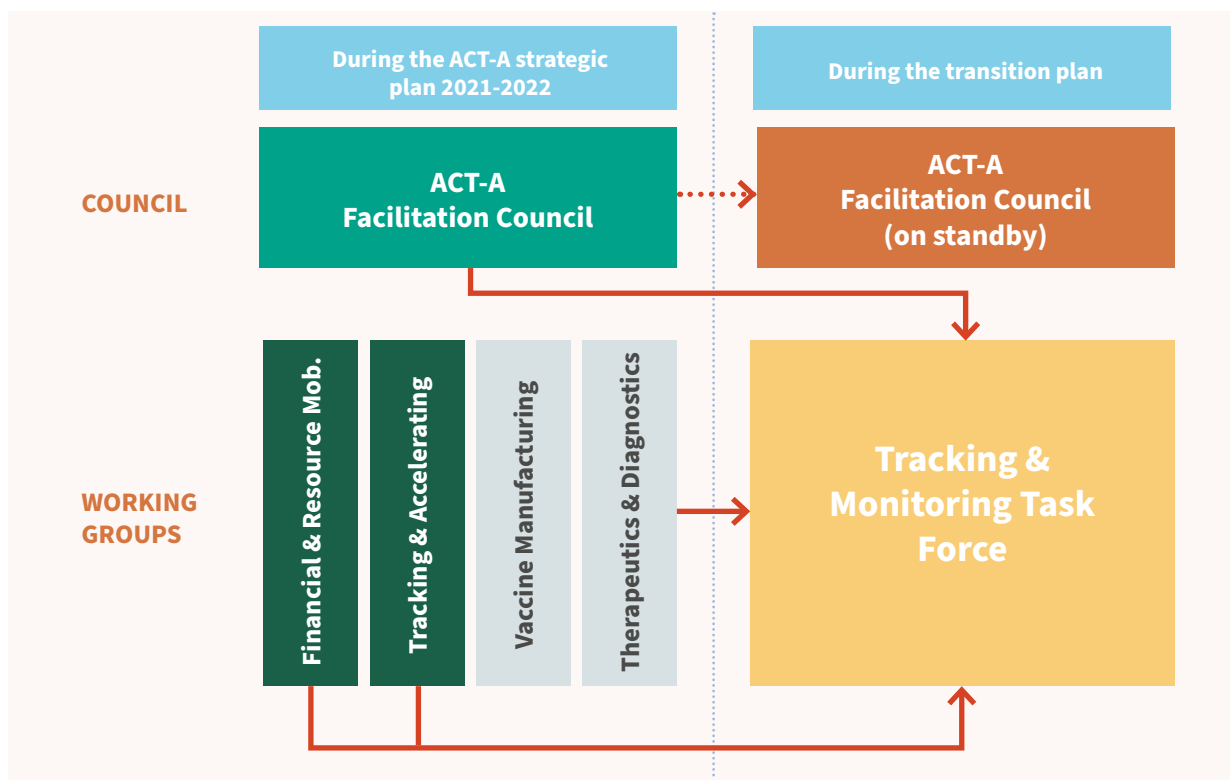 During the ACT-A strategic
plan 2021-2022
During the transition plan
COUNCIL
ACT-A
Facilitation Council
ACT-A
Facilitation Council
(on standby)
WORKING
GROUPS
Financial & Resource Mob.
Tracking & Accelerating
Vaccine Manufacturing
Therapeutics & Diagnostics
Tracking &
Monitoring Task
Force